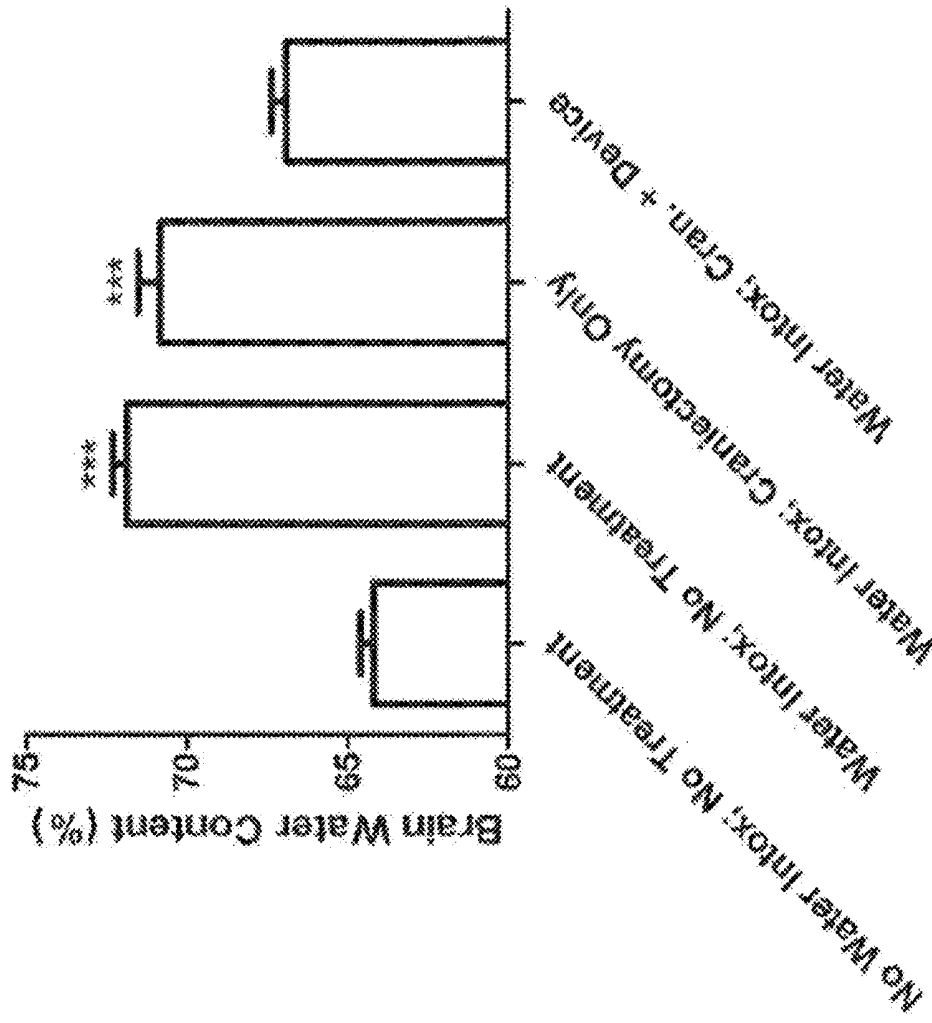 Brain Water Content (%)
75
70
65
60
***
***
No Water Intox; No Treatment
Water Intox; No Treatment
Water Intox; Craniectomy Only
Water Intox; Cran. + Device